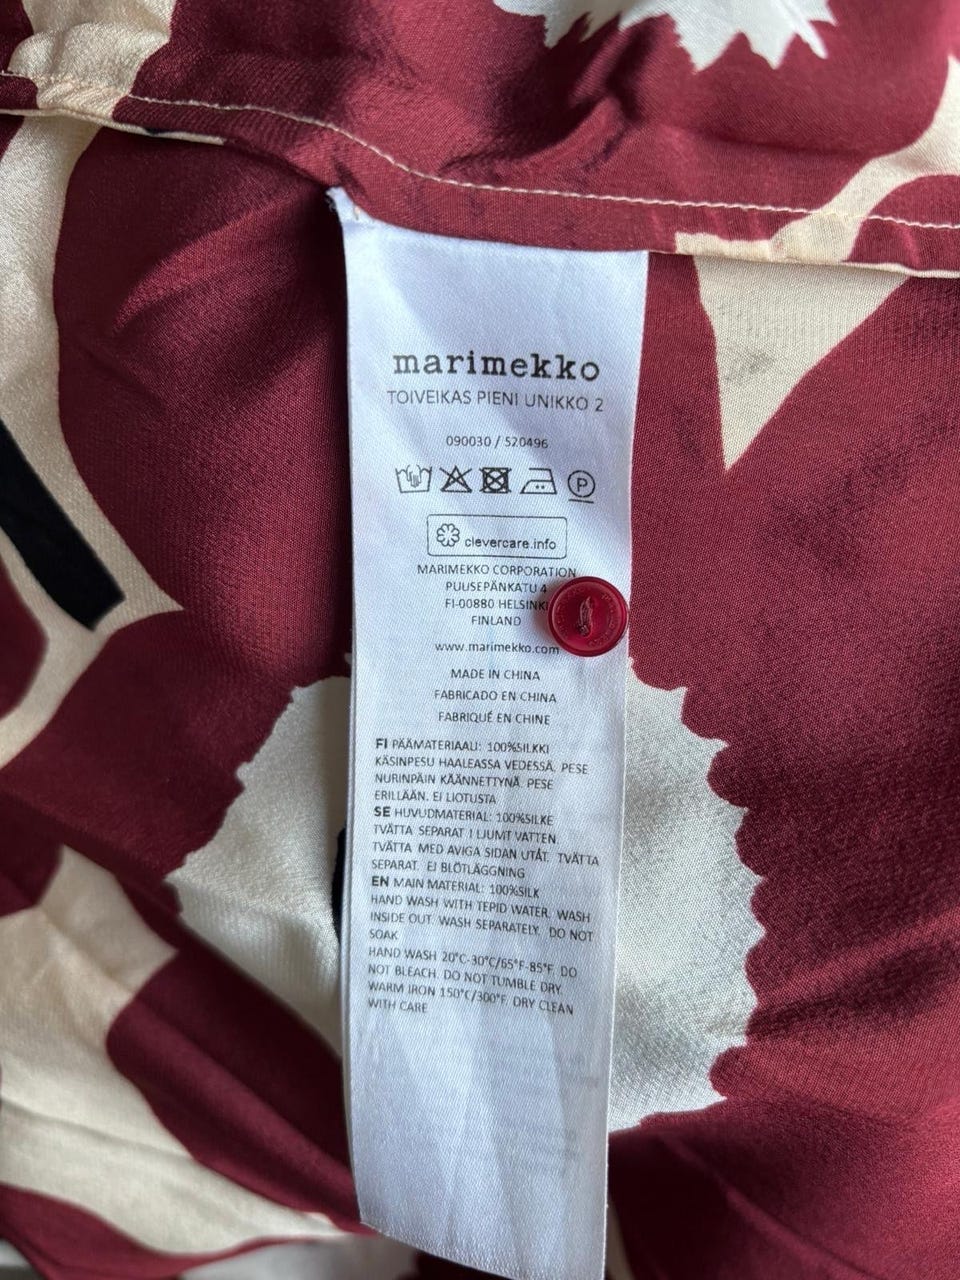 marimekko
TOIVEIKAS PIENI UNIKKO 2
090030 / 520496
P
clevercare.info
MARIMEKKO CORPORATION
PUUSEPÄNKATU 4
FI-00880 HELSINKI
FINLAND
www.marimekko.com
MADE IN CHINA
FABRICADO EN CHINA
FABRIQUÉ EN CHINE
FI PÄÄMATERIAALI: 100%SILKKI
KÄSINPESU HAALEASSA VEDESSÄ. PESE
NURINPÄIN KÄÄNNETTYNÄ. PESE
ERILLÄÄN. EI LIOTUSTA
SE HUVUDMATERIAL: 100%SILKE
TVÄTTA SEPARAT I LJUMT VATTEN.
TVÄTTA MED AVIGA SIDAN UTÅT. TVÄTTA
SEPARAT. EJ BLÖTLÄGGNING
EN MAIN MATERIAL: 100%SILK
HAND WASH WITH TEPID WATER. WASH
INSIDE OUT. WASH SEPARATELY. DO NOT
SOAK
HAND WASH 20°C-30°C/65°F-85°F. DO
NOT BLEACH. DO NOT TUMBLE DRY.
WARM IRON 150°C/300°F. DRY CLEAN
WITH CARE